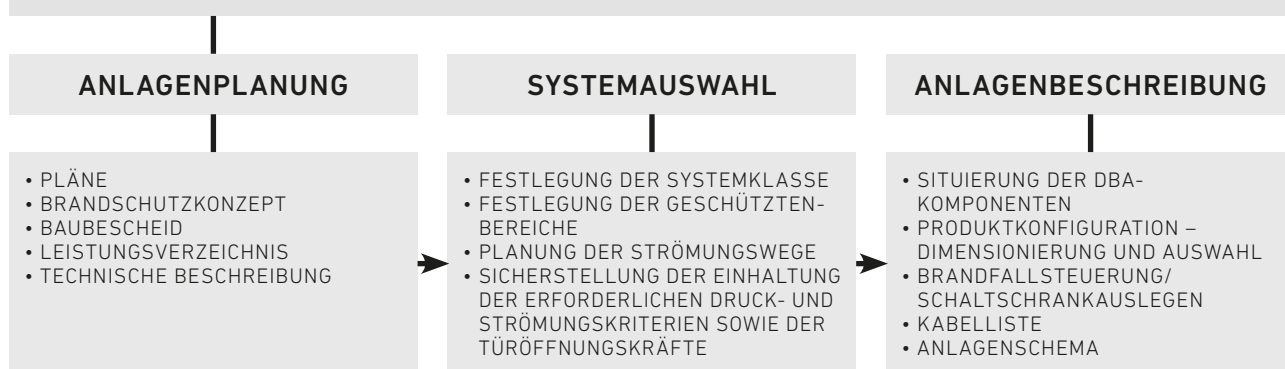 ANLAGENPLANUNG
• PLÄNE
• BRANDSCHUTZKONZEPT
• BAUBESCHEID
• LEISTUNGSVERZEICHNIS
• TECHNISCHE BESCHREIBUNG
SYSTEMAUSWAHL
• FESTLEGUNG DER SYSTEMKLASSE
• FESTLEGUNG DER GESCHÜTZTEN-
BEREICHE
• PLANUNG DER STRÖMUNGSWEGE
• SICHERSTELLUNG DER EINHALTUNG
DER ERFORDERLICHEN DRUCK- UND
STRÖMUNGSKRITERIEN SOWIE DER
TÜRÖFFNUNGSKRÄFTE
ANLAGENBESCHREIBUNG
• SITUIERUNG DER DBA-
KOMPONENTEN
• PRODUKTKONFIGURATION –
DIMENSIONIERUNG UND AUSWAHL
• BRANDFALLSTEUERUNG/
SCHALTSCHRANKAUSLEGEN
• KABELLISTE
• ANLAGENSCHEMA